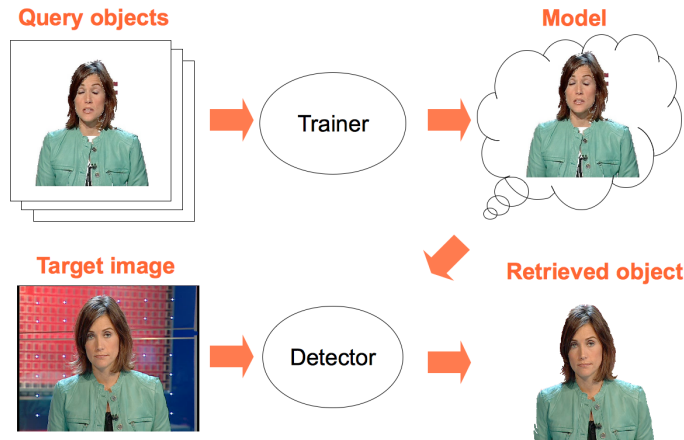 Query objects
Model
Trainer
Target image
Retrieved object
Detector